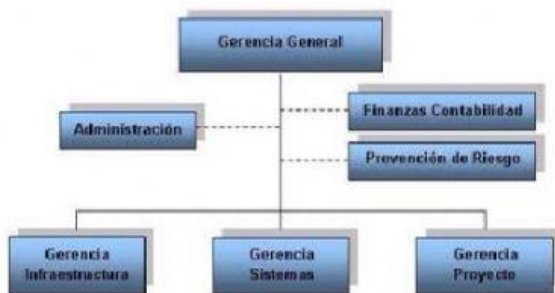 Gerencia General
Finanzas Contabilidad
Administración
Prevención de Riesgo
Gerencia
Infraestructura
Gerencia
Sistemas
Gerencia
Proyecto